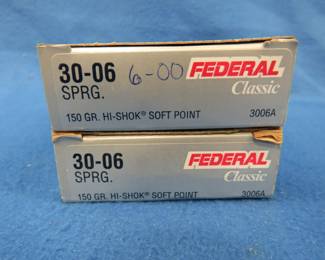 30-06 6-00 FEDERAL
SPRG. Classic
150 GR. HI-SHOK® SOFT POINT 3006A
30-06 FEDERAL
SPRG. Classic
150 GR. HI-SHOK® SOFT POINT 3006A